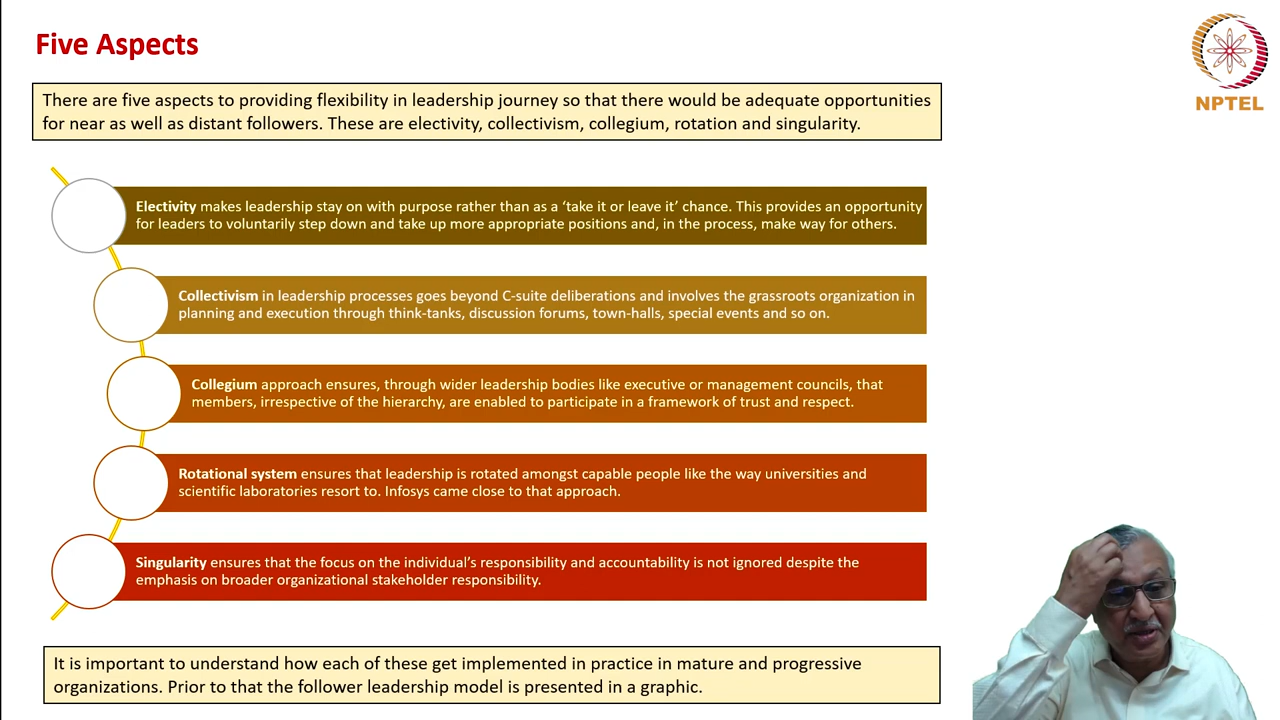 Five Aspects
NPTEL
There are five aspects to providing flexibility in leadership journey so that there would be adequate opportunities
for near as well as distant followers. These are electivity, collectivism, collegium, rotation and singularity.
Electivity makes leadership stay on with purpose rather than as a ‘take it or leave it’ chance. This provides an opportunity
for leaders to voluntarily step down and take up more appropriate positions and, in the process, make way for others.
Collectivism in leadership processes goes beyond C-suite deliberations and involves the grassroots organization in
planning and execution through think-tanks, discussion forums, town-halls, special events and so on.
Collegium approach ensures, through wider leadership bodies like executive or management councils, that
members, irrespective of the hierarchy, are enabled to participate in a framework of trust and respect.
Rotational system ensures that leadership is rotated amongst capable people like the way universities and
scientific laboratories resort to. Infosys came close to that approach.
Singularity ensures that the focus on the individual’s responsibility and accountability is not ignored despite the
emphasis on broader organizational stakeholder responsibility.
It is important to understand how each of these get implemented in practice in mature and progressive
organizations. Prior to that the follower leadership model is presented in a graphic.